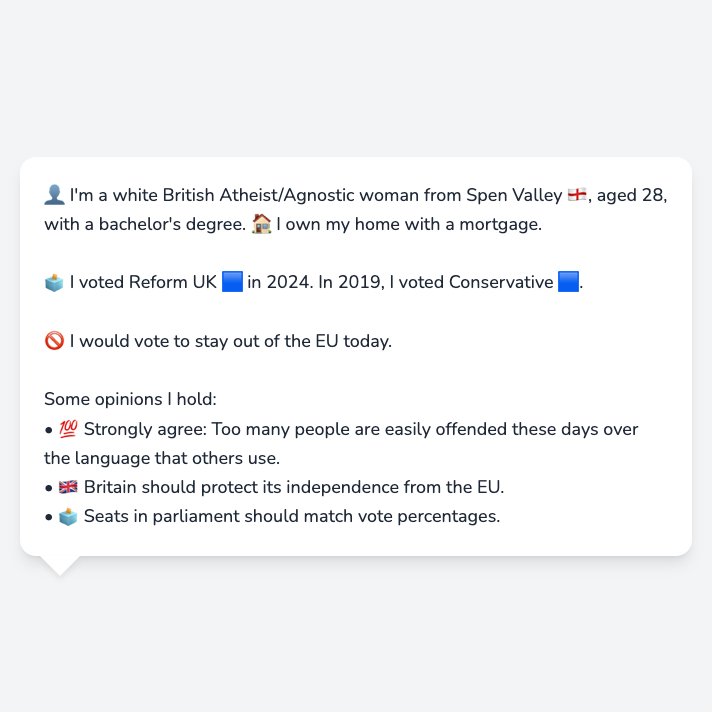 👤 I'm a white British Atheist/Agnostic woman from Spen Valley 🏴󠁧󠁢󠁥󠁮󠁧󠁿, aged 28,
with a bachelor's degree. 🏠 I own my home with a mortgage.
🗳️ I voted Reform UK 🟦 in 2024. In 2019, I voted Conservative 🟦.
🚫 I would vote to stay out of the EU today.
Some opinions I hold:
• 💯 Strongly agree: Too many people are easily offended these days over
the language that others use.
• 🇬🇧 Britain should protect its independence from the EU.
• 🗳️ Seats in parliament should match vote percentages.